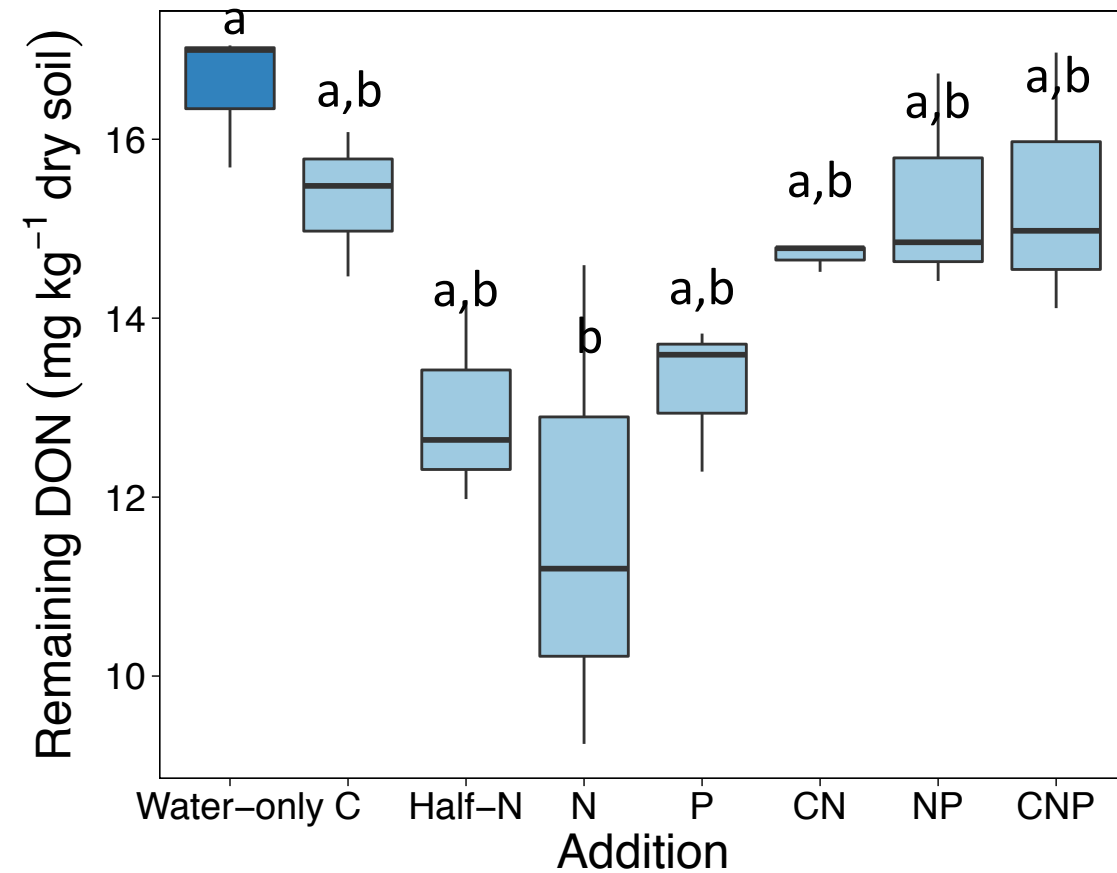 a
a,b
a,b
b
a,b
a,b
a,b
a,b
Remaining DON (mg kg⁻¹ dry soil)
16
14
12
10
Water−only C Half−N N P CN NP CNP
Addition